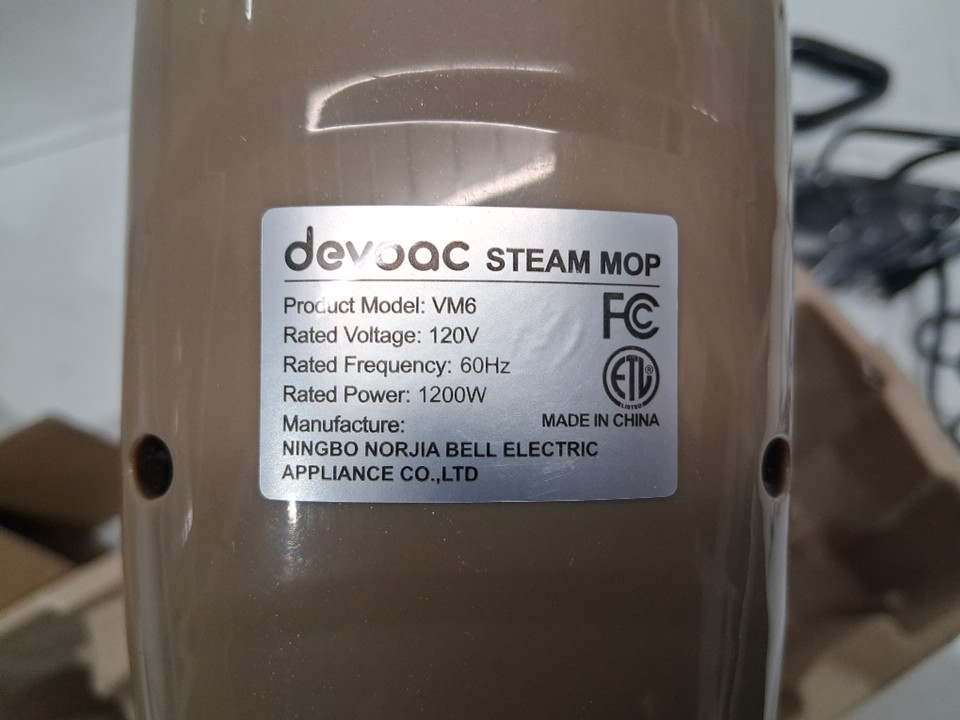 devoac STEAM MOP
Product Model: VM6
Rated Voltage: 120V
Rated Frequency: 60Hz
Rated Power: 1200W
Manufacture:
NINGBO NORJIA BELL ELECTRIC
APPLIANCE CO.,LTD
FC
ETL®
LISTED
MADE IN CHINA